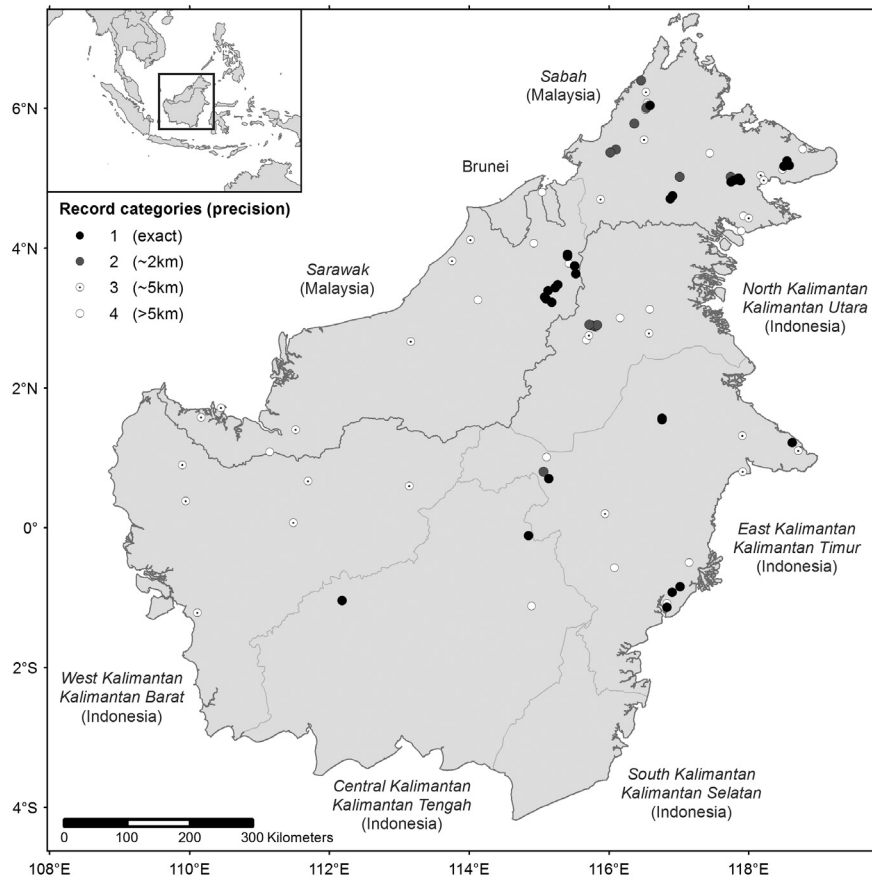 6°N
4°N
2°N
0°
2°S
4°S
Sabah
(Malaysia)
Brunei
Record categories (precision)
1 (exact)
2 (~2km)
3 (~5km)
4 (>5km)
Sarawak
(Malaysia)
North Kalimantan
Kalimantan Utara
(Indonesia)
East Kalimantan
Kalimantan Timur
(Indonesia)
West Kalimantan
Kalimantan Barat
(Indonesia)
Central Kalimantan
Kalimantan Tengah
(Indonesia)
South Kalimantan
Kalimantan Selatan
(Indonesia)
0 100 200 300 Kilometers
108°E 110°E 112°E 114°E 116°E 118°E